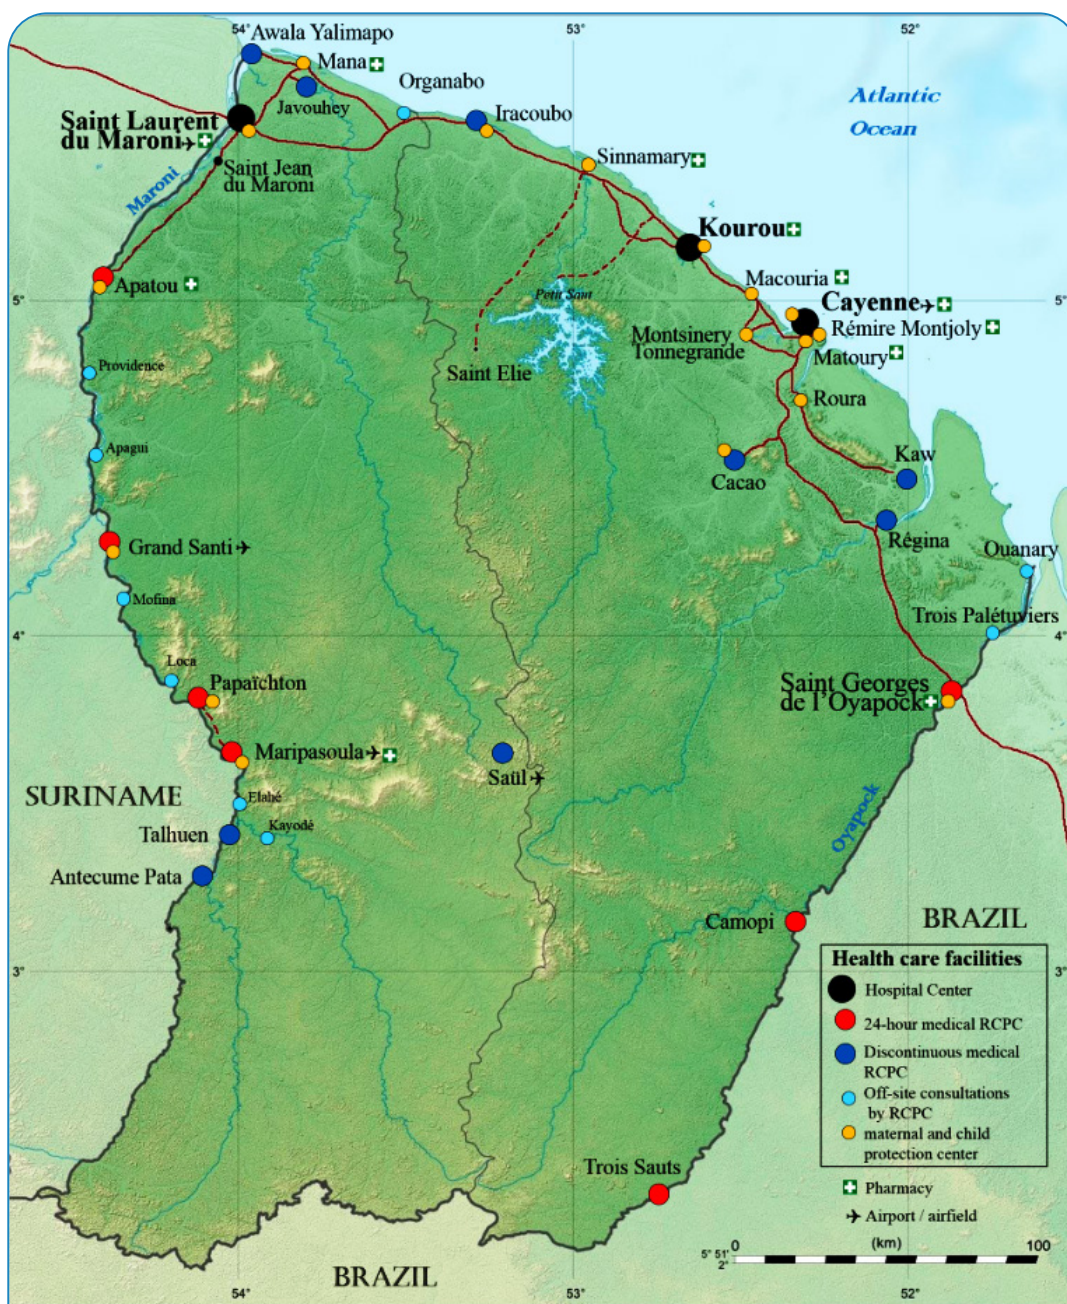 54°
53°
52°
Awala Yalimapo
Mana
Organabo
Javouhey
Iracoubo
Atlantic
Ocean
Saint Laurent
du Maroni
Saint Jean
du Maroni
Maroni
Sinnamary
Kourou
Apatou
Macouria
5°
5°
Petit Saut
Cayenne
Montsinery
Tonnegrande
Rémire Montjoly
Matoury
Providence
Saint Elie
Roura
Apagui
Cacao
Kaw
Grand Santi
Régina
Ouanary
Mofina
Trois Palétuviers
4°
4°
Loca
Papaïchton
Saint Georges
de l'Oyapock
Maripasoula
Saül
SURINAME
Elahé
Kayodé
Talhuen
Oyapock
Antecume Pata
Camopi
BRAZIL
3°
3°
Health care facilities
Hospital Center
24-hour medical RCPC
Discontinuous medical
RCPC
Off-site consultations
by RCPC
maternal and child
protection center
Trois Sauts
Pharmacy
Airport / airfield
(km)
0
100
5° 51'
2°
BRAZIL
54°
53°
52°